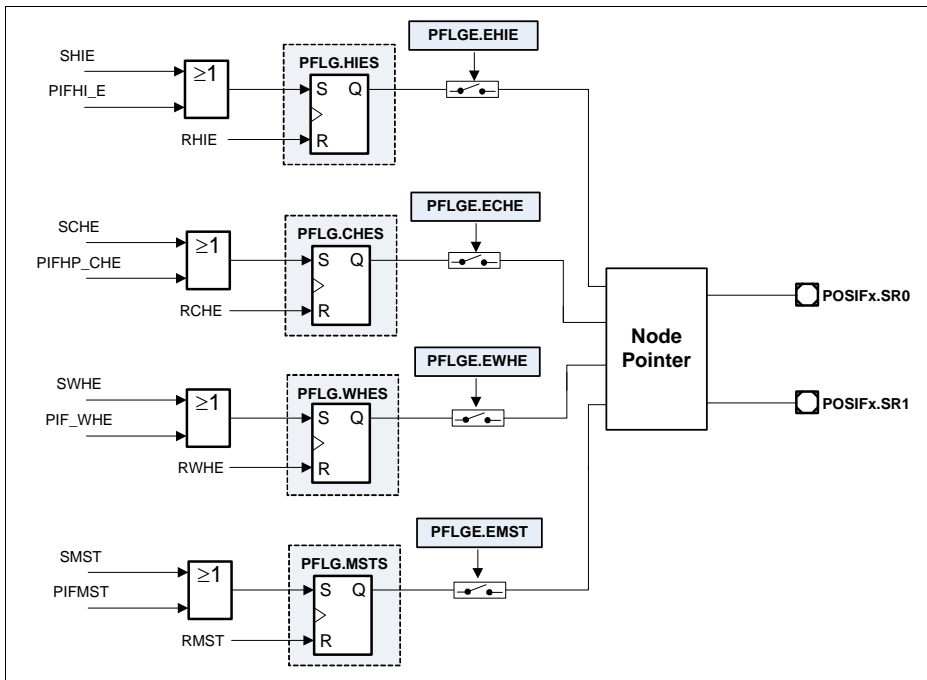 PFLGE.EHIE
SHIE
PIFHI_E
≥1
PFLG.HIES
S Q
R
RHIE
PFLGE.ECHE
SCHE
PIFHP_CHE
≥1
PFLG.CHES
S Q
R
RCHE
Node
Pointer
POSIFx.SR0
POSIFx.SR1
PFLGE.EWHE
SWHE
PIF_WHE
≥1
PFLG.WHES
S Q
R
RWHE
PFLGE.EMST
SMST
PIFMST
≥1
PFLG.MSTS
S Q
R
RMST